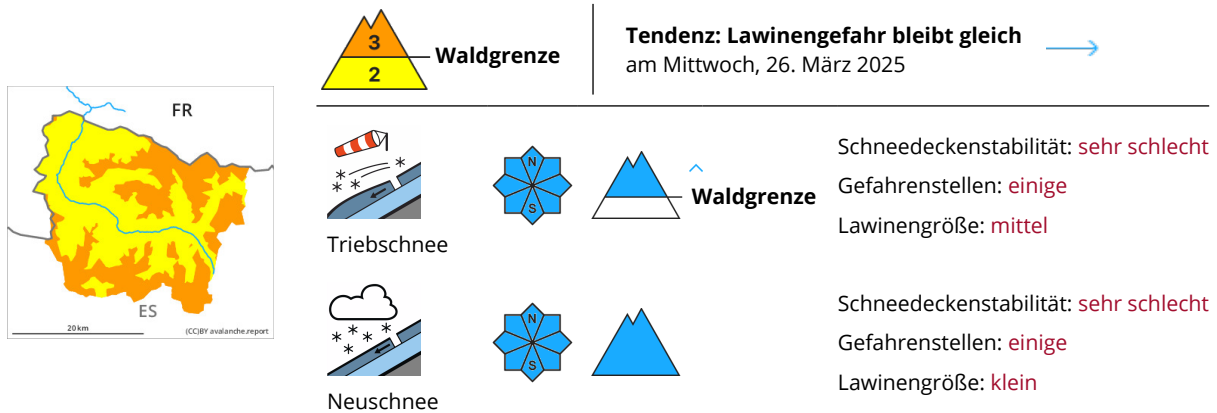 FR
ES
20 km
(CC)BY avalanche.report
3
2
Waldgrenze
Tendenz: Lawinengefahr bleibt gleich
am Mittwoch, 26. März 2025
Triebschnee
N
S
Waldgrenze
Schneedeckenstabilität: sehr schlecht
Gefahrenstellen: einige
Lawinengröße: mittel
Neuschnee
N
S
Schneedeckenstabilität: sehr schlecht
Gefahrenstellen: einige
Lawinengröße: klein